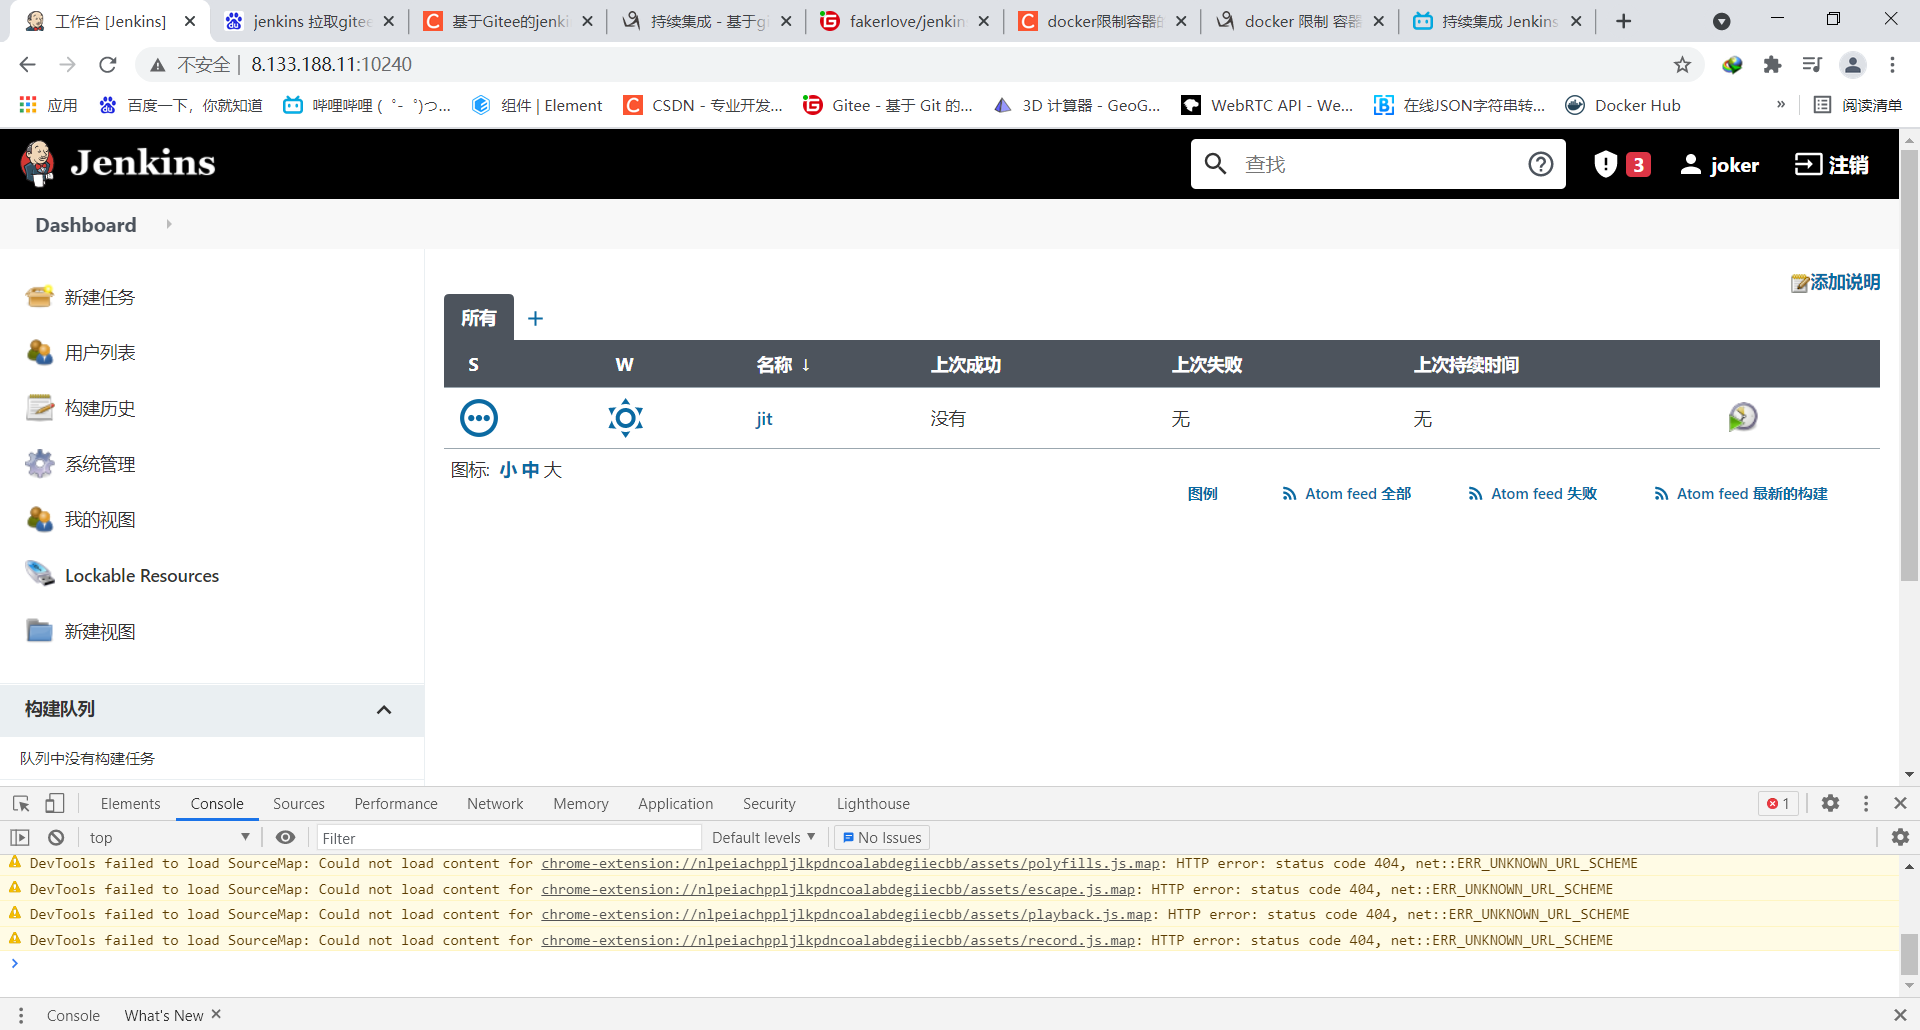 工作台 [Jenkins]
jenkins 拉取gitee
基于Gitee的jenki
持续集成 - 基于gi
fakerlove/jenkin
docker限制容器的
docker 限制 容器
持续集成 Jenkins
不安全
8.133.188.11:10240
应用
百度一下，你就知道
哔哩哔哩 (゜-゜)つ...
组件 | Element
CSDN - 专业开发...
Gitee - 基于 Git 的...
3D 计算器 - GeoG...
WebRTC API - We...
在线JSON字符串转...
Docker Hub
»
阅读清单
Jenkins
查找
3
joker
注销
Dashboard
新建任务
用户列表
构建历史
系统管理
我的视图
Lockable Resources
新建视图
构建队列
队列中没有构建任务
添加说明
所有
+
S W 名称 ↓ 上次成功 上次失败 上次持续时间
jit 没有 无 无
图标: 小 中 大
图例 Atom feed 全部 Atom feed 失败 Atom feed 最新的构建
Elements Console Sources Performance Network Memory Application Security Lighthouse 1
top Filter Default levels No Issues
DevTools failed to load SourceMap: Could not load content for chrome-extension://nlpeiachppljlkpdncoalabdegiiecbb/assets/polyfills.js.map: HTTP error: status code 404, net::ERR_UNKNOWN_URL_SCHEME
DevTools failed to load SourceMap: Could not load content for chrome-extension://nlpeiachppljlkpdncoalabdegiiecbb/assets/escape.js.map: HTTP error: status code 404, net::ERR_UNKNOWN_URL_SCHEME
DevTools failed to load SourceMap: Could not load content for chrome-extension://nlpeiachppljlkpdncoalabdegiiecbb/assets/playback.js.map: HTTP error: status code 404, net::ERR_UNKNOWN_URL_SCHEME
DevTools failed to load SourceMap: Could not load content for chrome-extension://nlpeiachppljlkpdncoalabdegiiecbb/assets/record.js.map: HTTP error: status code 404, net::ERR_UNKNOWN_URL_SCHEME
Console What's New